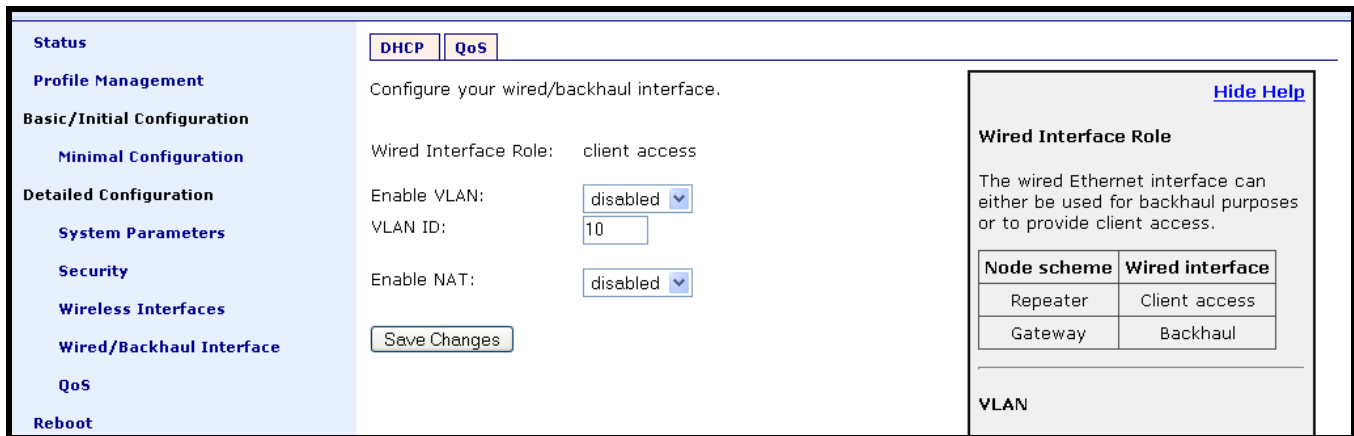 Status
Profile Management
Basic/Initial Configuration
Minimal Configuration
Detailed Configuration
System Parameters
Security
Wireless Interfaces
Wired/Backhaul Interface
QoS
Reboot
DHCP QoS
Configure your wired/backhaul interface.
Wired Interface Role: client access
Enable VLAN: disabled
VLAN ID: 10
Enable NAT: disabled
Save Changes
Hide Help
Wired Interface Role
The wired Ethernet interface can
either be used for backhaul purposes
or to provide client access.
Node scheme Wired interface
Repeater Client access
Gateway Backhaul
VLAN